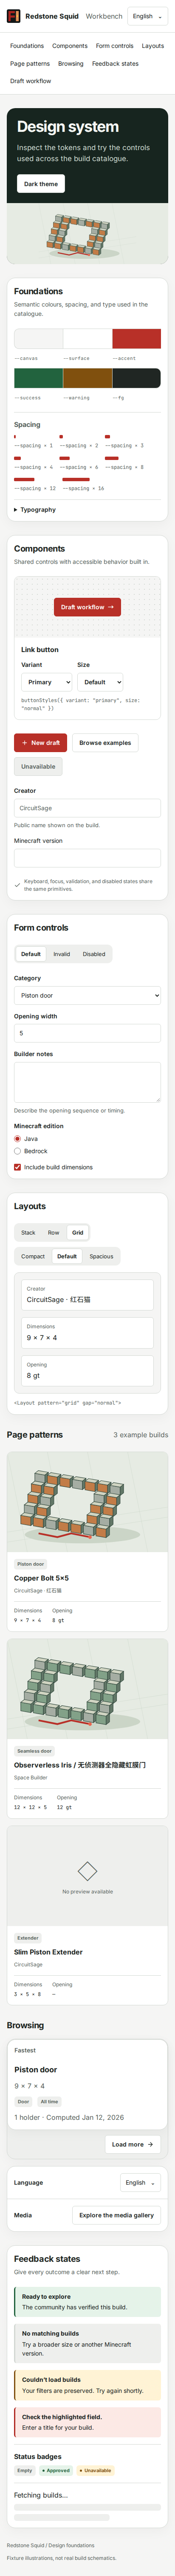 Redstone Squid
Workbench
English
Foundations
Components
Form controls
Layouts
Page patterns
Browsing
Feedback states
Draft workflow
Design system
Inspect the tokens and try the controls
used across the build catalogue.
Dark theme
Foundations
Semantic colours, spacing, and type used in the
catalogue.
--canvas
--surface
--accent
--success
--warning
--fg
Spacing
--spacing × 1
--spacing × 2
--spacing × 3
--spacing × 4
--spacing × 6
--spacing × 8
--spacing × 12
--spacing × 16
Typography
Components
Shared controls with accessible behavior built in.
Draft workflow →
Link button
Variant
Size
Primary
Default
buttonStyles({ variant: "primary", size:
"normal" })
+ New draft
Browse examples
Unavailable
Creator
CircuitSage
Public name shown on the build.
Minecraft version
Keyboard, focus, validation, and disabled states share
the same primitives.
Form controls
Default
Invalid
Disabled
Category
Piston door
Opening width
5
Builder notes
Describe the opening sequence or timing.
Minecraft edition
Java
Bedrock
Include build dimensions
Layouts
Stack
Row
Grid
Compact
Default
Spacious
Creator
CircuitSage · 红石猫
Dimensions
9 × 7 × 4
Opening
8 gt
<Layout pattern="grid" gap="normal">
Page patterns
3 example builds
Piston door
Copper Bolt 5×5
CircuitSage · 红石猫
Dimensions
Opening
9 × 7 × 4
8 gt
Seamless door
Observerless Iris / 无侦测器全隐藏虹膜门
Space Builder
Dimensions
Opening
12 × 12 × 5
12 gt
No preview available
Extender
Slim Piston Extender
CircuitSage
Dimensions
Opening
3 × 5 × 8
–
Browsing
Fastest
Piston door
9 × 7 × 4
Door
All time
1 holder · Computed Jan 12, 2026
Load more →
Language
English
Media
Explore the media gallery
Feedback states
Give every outcome a clear next step.
Ready to explore
The community has verified this build.
No matching builds
Try a broader size or another Minecraft
version.
Couldn't load builds
Your filters are preserved. Try again shortly.
Check the highlighted field.
Enter a title for your build.
Status badges
Empty
Approved
Unavailable
Fetching builds…
Redstone Squid / Design foundations
Fixture illustrations, not real build schematics.